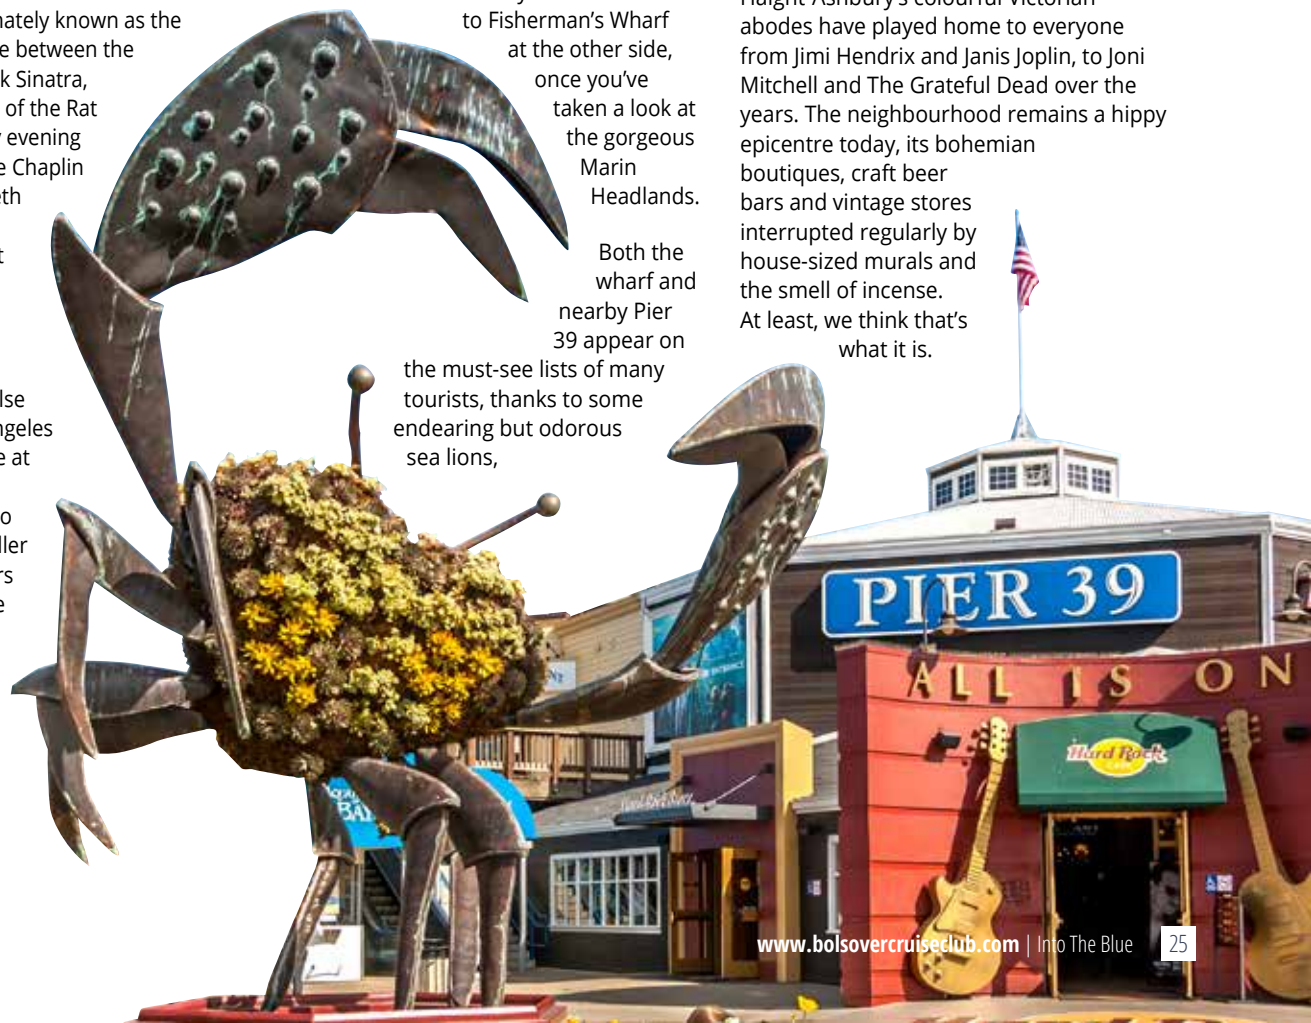 nately known as the
e between the
k Sinatra,
of the Rat
y evening
e Chaplin
eth
t
lse
ngeles
e at
o
ller
rs
e
to Fisherman's Wharf
at the other side,
once you've
taken a look at
the gorgeous
Marin
Headlands.
Both the
wharf and
nearby Pier
39 appear on
the must-see lists of many
tourists, thanks to some
endearing but odorous
sea lions,
Haight Ashbury's colourful Victorian
abodes have played home to everyone
from Jimi Hendrix and Janis Joplin, to Joni
Mitchell and The Grateful Dead over the
years. The neighbourhood remains a hippy
epicentre today, its bohemian
boutiques, craft beer
bars and vintage stores
interrupted regularly by
house-sized murals and
the smell of incense.
At least, we think that's
what it is.
PIER 39
ALL IS ON
Hard Rock
CAFE
www.bolsovercruiseclub.com | Into The Blue 25